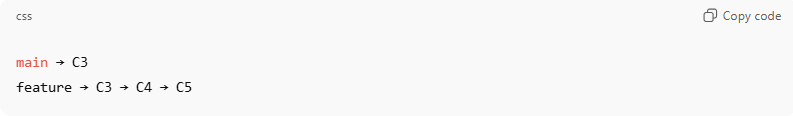 css
Copy code
main → C3
feature → C3 → C4 → C5